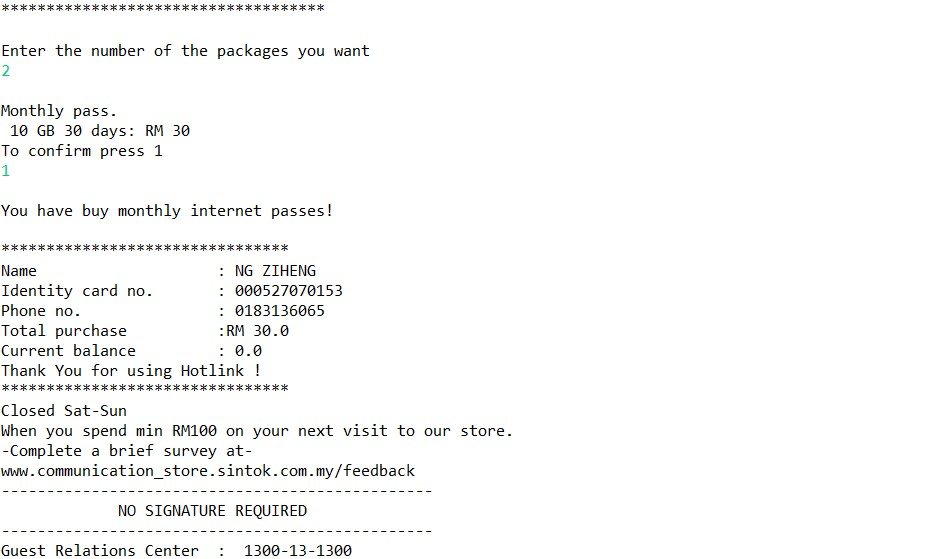 ************************************
Enter the number of the packages you want
2
Monthly pass.
 10 GB 30 days: RM 30
To confirm press 1
1
You have buy monthly internet passes!
********************************
Name                    : NG ZIHENG
Identity card no.       : 000527070153
Phone no.               : 0183136065
Total purchase          :RM 30.0
Current balance         : 0.0
Thank You for using Hotlink !
********************************
Closed Sat-Sun
When you spend min RM100 on your next visit to our store.
-Complete a brief survey at-
www.communication_store.sintok.com.my/feedback
------------------------------------------------
             NO SIGNATURE REQUIRED
------------------------------------------------
Guest Relations Center  :  1300-13-1300